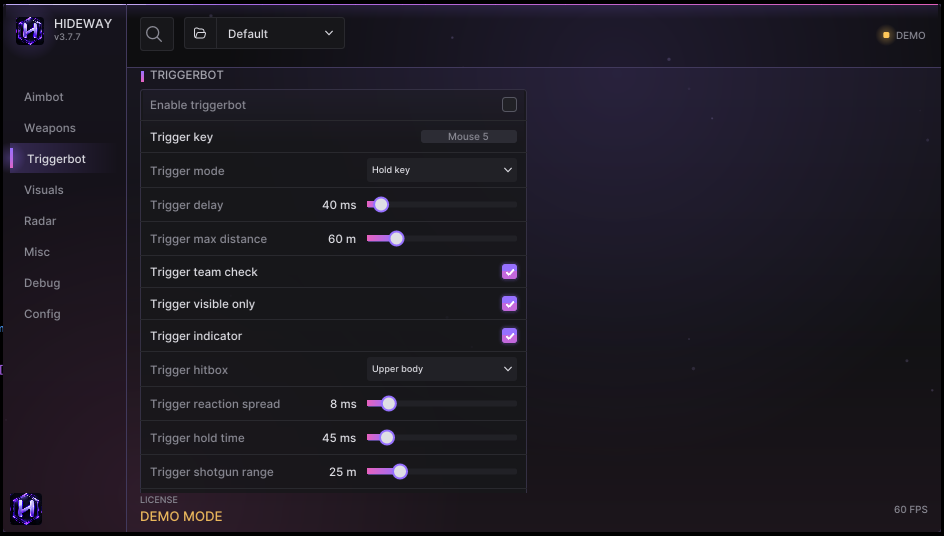 HIDEWAY
v3.7.7
Default
DEMO
Aimbot
Weapons
Triggerbot
Visuals
Radar
Misc
Debug
Config
TRIGGERBOT
Enable triggerbot
Trigger key Mouse 5
Trigger mode Hold key
Trigger delay 40 ms
Trigger max distance 60 m
Trigger team check
Trigger visible only
Trigger indicator
Trigger hitbox Upper body
Trigger reaction spread 8 ms
Trigger hold time 45 ms
Trigger shotgun range 25 m
LICENSE
DEMO MODE
60 FPS